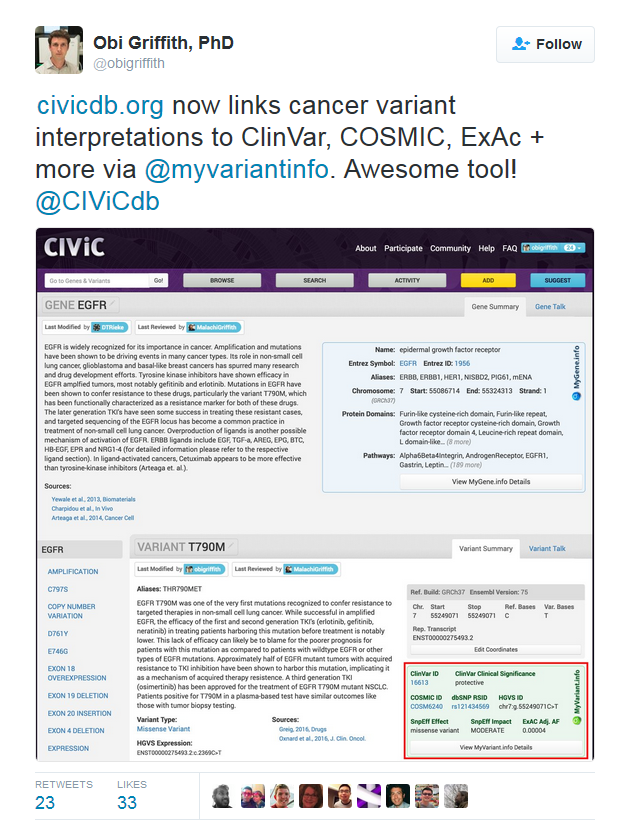 Obi Griffith, PhD
@obigriffith
Follow
civicdb.org now links cancer variant
interpretations to ClinVar, COSMIC, ExAc +
more via @myvariantinfo. Awesome tool!
@CIViCdb
CIViC
About Participate Community Help FAQ obigriffith 24
Go to Genes & Variants Go! BROWSE SEARCH ACTIVITY ADD SUGGEST
GENE EGFR
Gene Summary Gene Talk
Last Modified by DTRieke Last Reviewed by MalachiGriffith
EGFR is widely recognized for its importance in cancer. Amplification and mutations
have been shown to be driving events in many cancer types. Its role in non-small cell
lung cancer, glioblastoma and basal-like breast cancers has spurred many research
and drug development efforts. Tyrosine kinase inhibitors have shown efficacy in
EGFR amplfied tumors, most notably gefitinib and erlotinib. Mutations in EGFR have
been shown to confer resistance to these drugs, particularly the variant T790M, which
has been functionally characterized as a resistance marker for both of these drugs.
The later generation TKI's have seen some success in treating these resistant cases,
and targeted sequencing of the EGFR locus has become a common practice in
treatment of non-small cell lung cancer. Overproduction of ligands is another possible
mechanism of activation of EGFR. ERBB ligands include EGF, TGF-a, AREG, EPG, BTC,
HB-EGF, EPR and NRG1-4 (for detailed information please refer to the respective
ligand section). In ligand-activated cancers, Cetuximab appears to be more effective
than tyrosine-kinase inhibitors (Arteaga et. al.).
Sources:
Yewale et al., 2013, Biomaterials
Charpidou et al., In Vivo
Arteaga et al., 2014, Cancer Cell
Name: epidermal growth factor receptor
Entrez Symbol: EGFR Entrez ID: 1956
Aliases: ERBB, ERBB1, HER1, NISBD2, PIG61, mENA
Chromosome: 7 Start: 55086714 End: 55324313 Strand: 1
(GRCh37)
Protein Domains: Furin-like cysteine-rich domain, Furin-like repeat,
Growth factor receptor cysteine-rich domain, Growth
factor receptor domain 4, Leucine-rich repeat domain,
L domain-like... (8 more)
Pathways: Alpha6Beta4Integrin, AndrogenReceptor, EGFR1,
Gastrin, Leptin... (189 more)
View MyGene.info Details
MyGene.info
EGFR
AMPLIFICATION
C797S
COPY NUMBER
VARIATION
D761Y
E746G
EXON 18
OVEREXPRESSION
EXON 19 DELETION
EXON 20 INSERTION
EXON 4 DELETION
EXPRESSION
VARIANT T790M
Variant Summary Variant Talk
Last Modified by obigriffith Last Reviewed by MalachiGriffith
Aliases: THR790MET
EGFR T790M was one of the very first mutations recognized to confer resistance to
targeted therapies in non-small cell lung cancer. While successful in amplified
EGFR, the efficacy of the first and second generation TKI's (erlotinib, gefitinib,
neratinib) in treating patients harboring this mutation before treatment is notably
lower. This lack of efficacy can likely be to blame for the poorer prognosis for
patients with this mutation as compared to patients with wildtype EGFR or other
types of EGFR mutations. Approximately half of EGFR mutant tumors with acquired
resistance to TKI inhibition have been shown to harbor this mutation, implicating it
as a mechanism of acquired resistance. A third generation TKI
(osimertinib) has been approved for the treatment of EGFR T790M mutant NSCLC.
Patients positive for T790M in a plasma-based test have similar outcomes like
those with tumor biopsy testing.
Variant Type:
Missense Variant
HGVS Expression:
ENST00000275493.2:c.2369C>T
Sources:
Greig, 2016, Drugs
Oxnard et al., 2016, J. Clin. Oncol.
Ref. Build: GRCh37 Ensembl Version: 75
Chr. Start Stop Ref. Bases Var. Bases
7 55249071 55249071 C T
Rep. Transcript
ENST00000275493.2
Edit Coordinates
ClinVar ID ClinVar Clinical Significance
16613 protective
COSMIC ID dbSNP RSID HGVS ID
COSM6240 rs121434569 chr7:g.55249071C>T
SnpEff Effect SnpEff Impact ExAC Adj. AF
missense variant MODERATE 0.00004
View MyVariant.info Details
MyVariant.info
RETWEETS LIKES
23 33